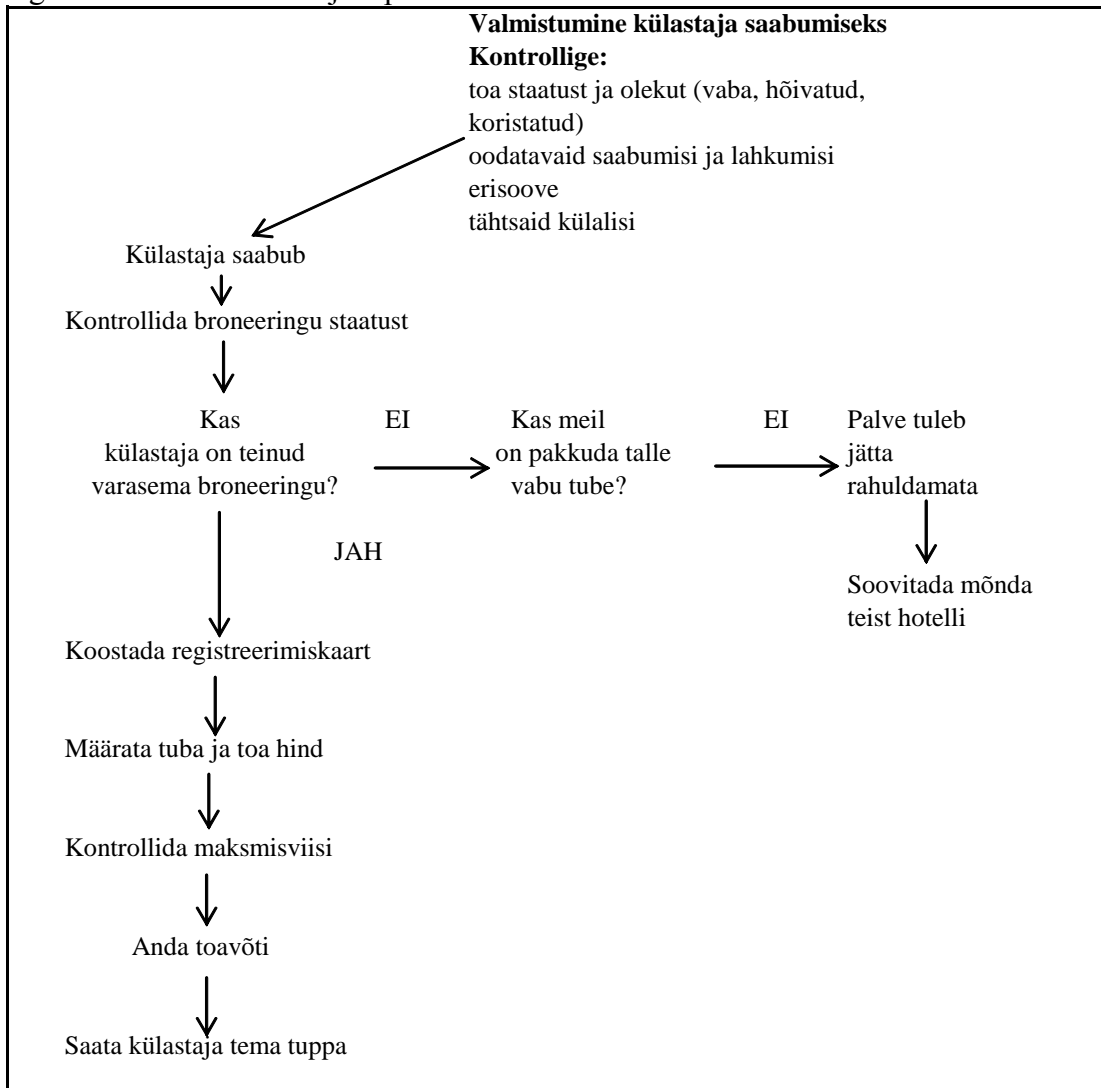 Valmistumine külastaja saabumiseks
Kontrollige:
toa staatust ja olekut (vaba, hõivatud,
koristatud)
oodatavaid saabumisi ja lahkumisi
erisoove
tähtsaid külalisi
Külastaja saabub
Kontrollida broneeringu staatust
Kas
külastaja on teinud
varasema broneeringu?
EI
Kas meil
on pakkuda talle
vabu tube?
EI
Palve tuleb
jätta
rahuldamata
JAH
Soovitada mõnda
teist hotelli
Koostada registreerimiskaart
Määrata tuba ja toa hind
Kontrollida maksmisviisi
Anda toavõti
Saata külastaja tema tuppa